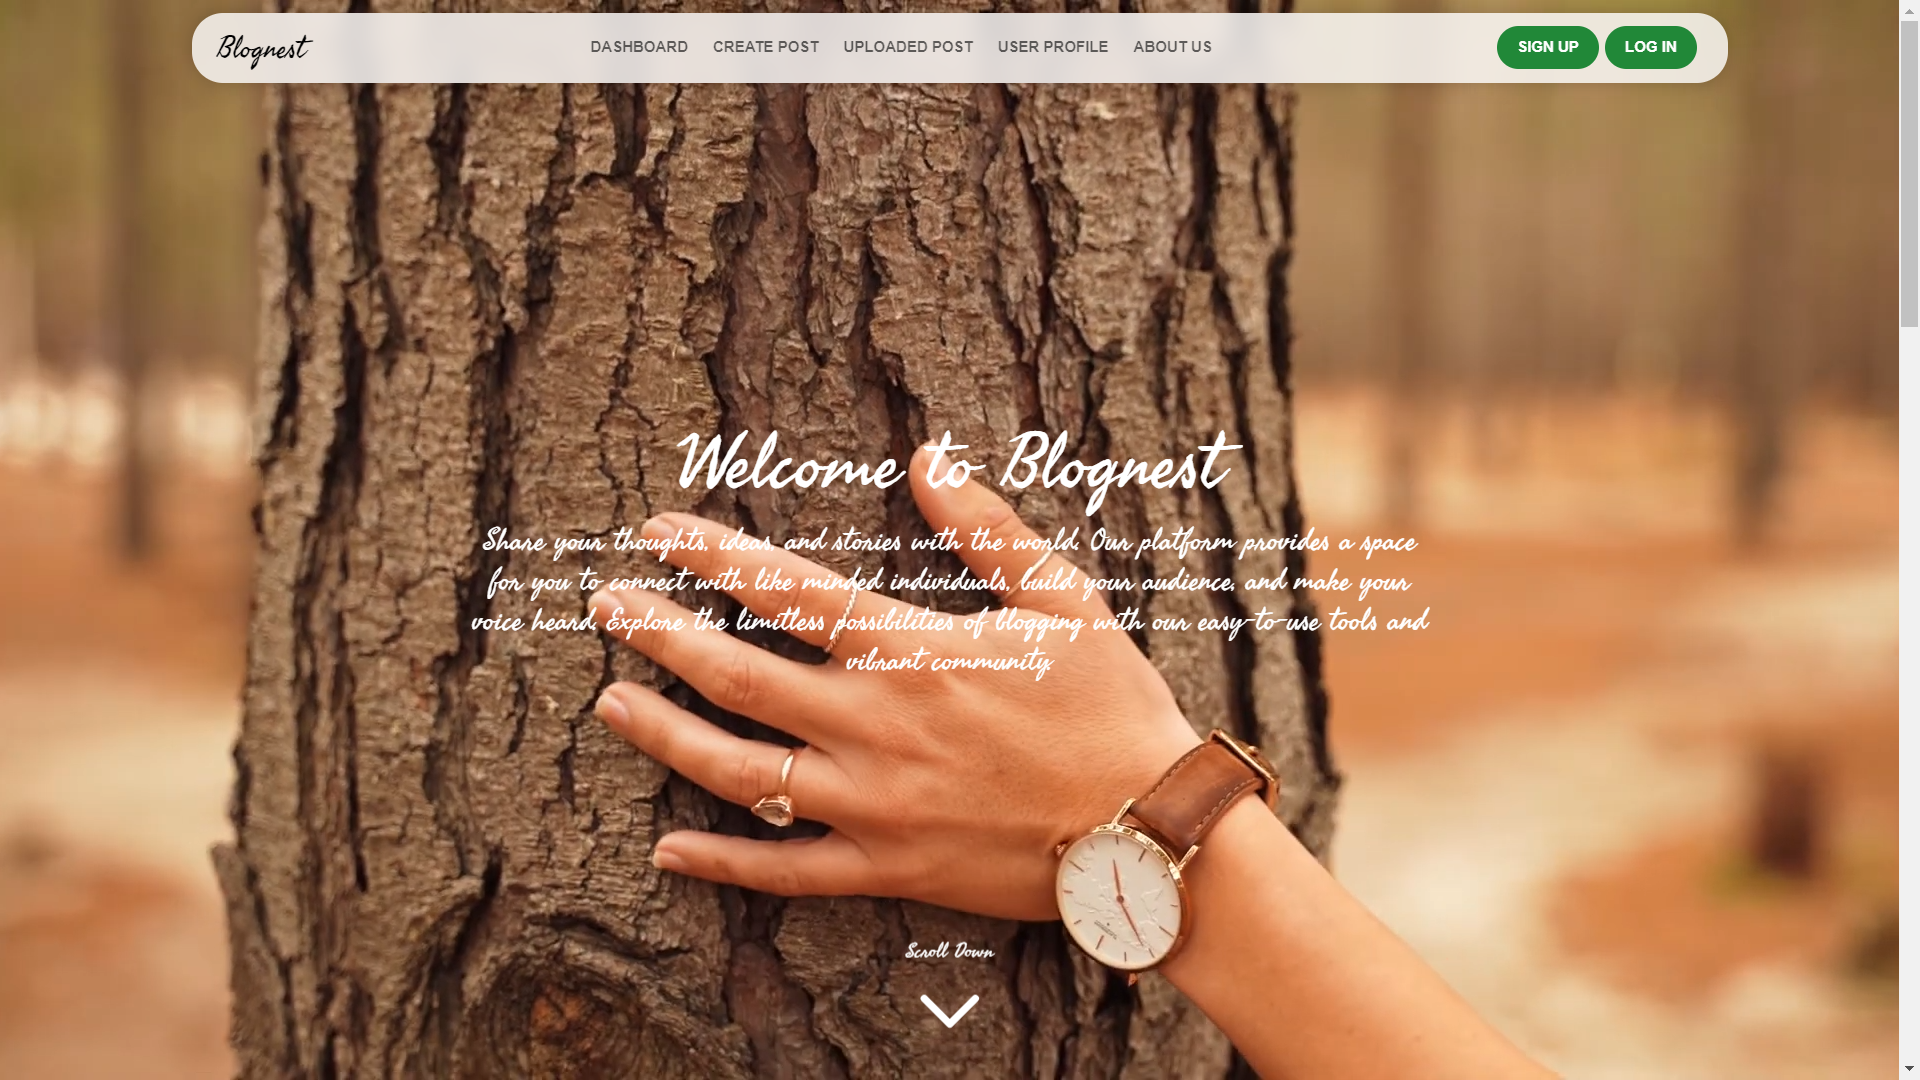 Blognest
DASHBOARD
CREATE POST
UPLOADED POST
USER PROFILE
ABOUT US
SIGN UP
LOG IN
Welcome to Blognest
Share your thoughts, ideas, and stories with the world. Our platform provides a space
for you to connect with like minded individuals, build your audience, and make your
voice heard. Explore the limitless possibilities of blogging with our easy-to-use tools and
vibrant community.
Scroll Down